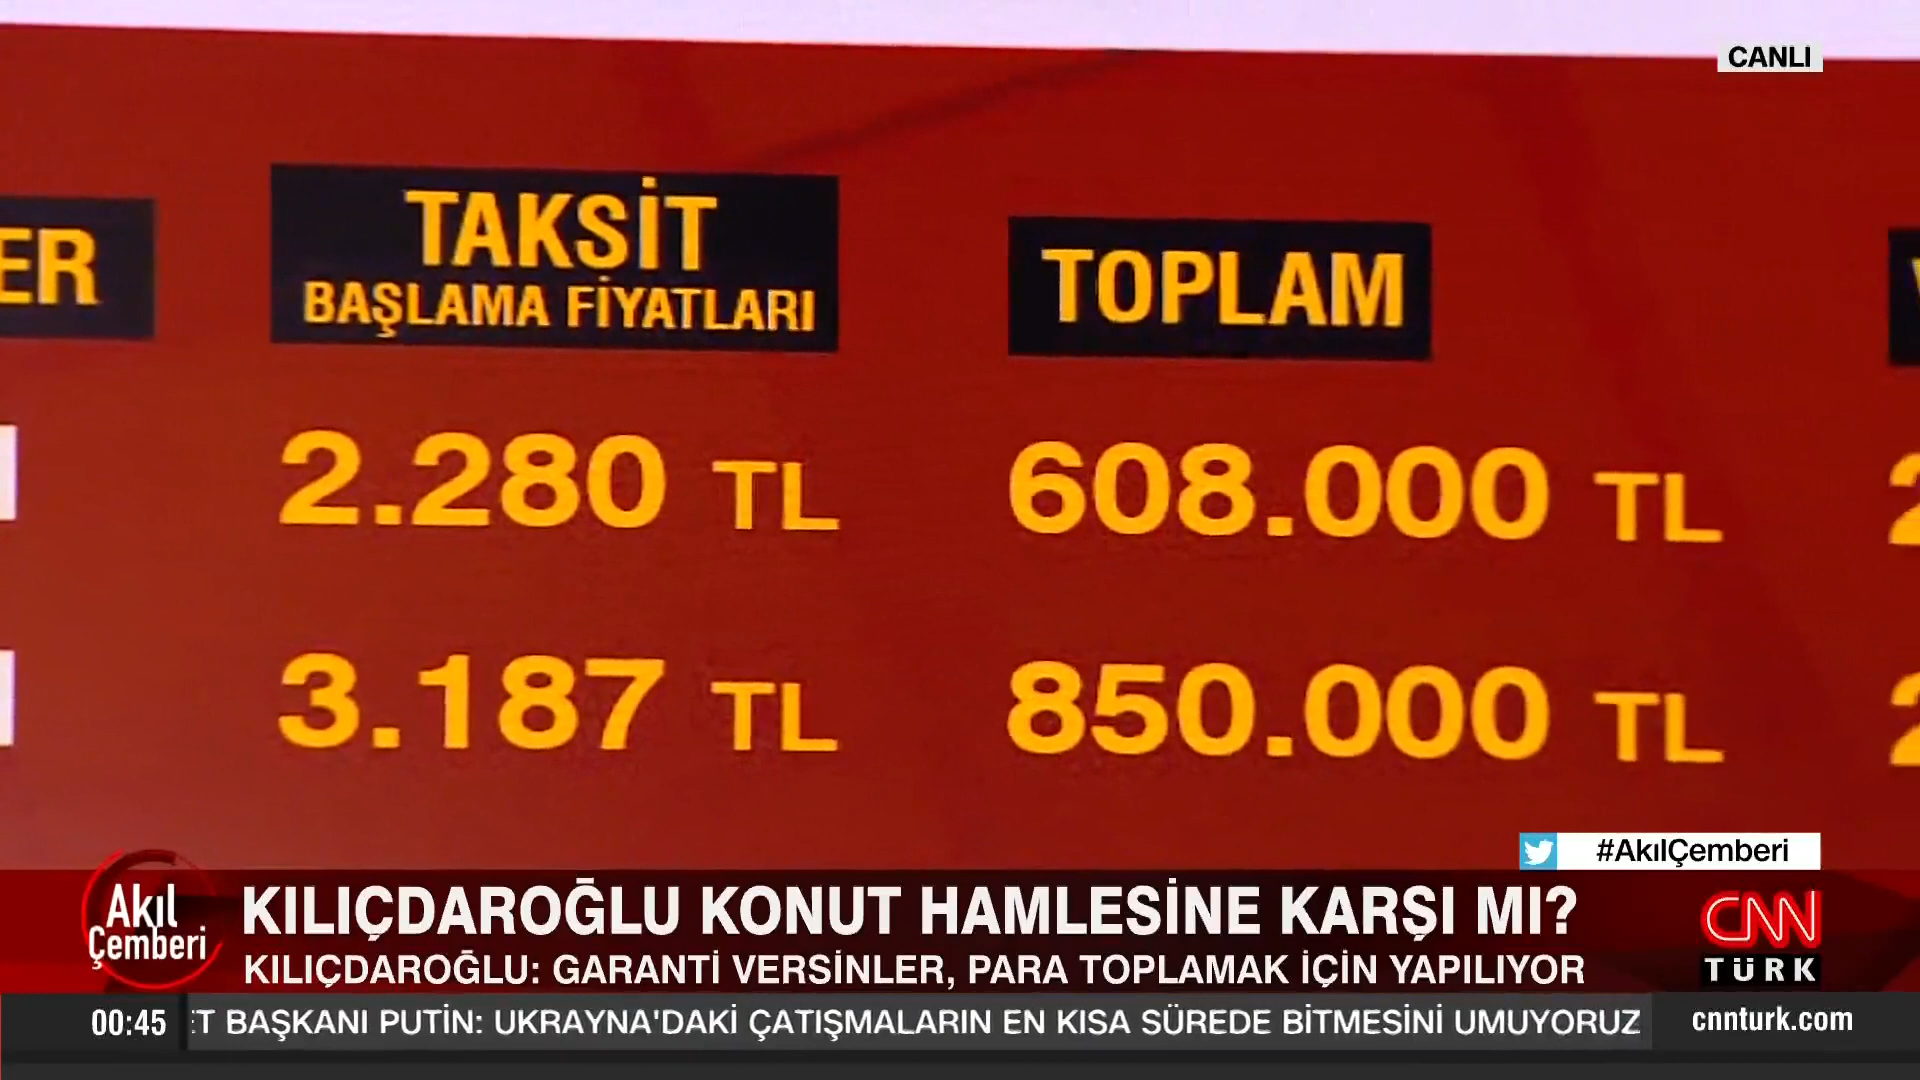 CANLI
ER
TAKSİT
BAŞLAMA FİYATLARI
TOPLAM
2.280 TL
608.000 TL
3.187 TL
850.000 TL
#AkılÇemberi
Akıl
Çemberi
KILIÇDAROĞLU KONUT HAMLESİNE KARŞI MI?
KILIÇDAROĞLU: GARANTİ VERSİNLER, PARA TOPLAMAK İÇİN YAPILIYOR
CNN
TÜRK
00:45
ET BAŞKANI PUTİN: UKRAYNA'DAKİ ÇATIŞMALARIN EN KISA SÜREDE BİTMESİNİ UMUYORUZ
cnnturk.com